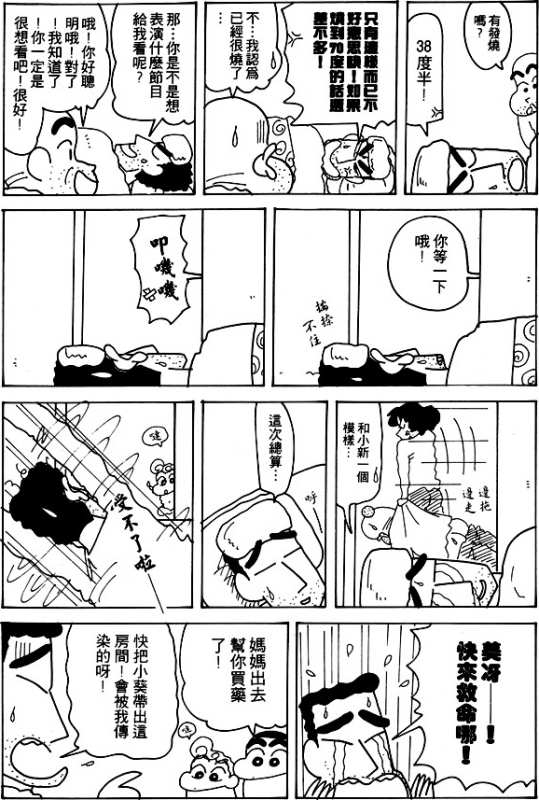 有發燒
嗎？
38
度半！
只有這樣而已不
好意思誒！如果
燒到70度的話還
差不多！
不…我認為
已經很燒了
…
那…你是不是想
表演什麼節目
給我看呢？
哦！你好聰
明哦！對了
！我知道了
！你一定是
很想看吧！很好！
你等一下
哦！
按捺
不住
叩嘰嘰
和小新一個
模樣…
邊拖
邊走
這次總算…
呼
嘻
受不了啦
美冴——！
快來救命哪！
媽媽出去
幫你買藥
了！
嘻
快把小葵帶出這
房間！會被我傳
染的呀！